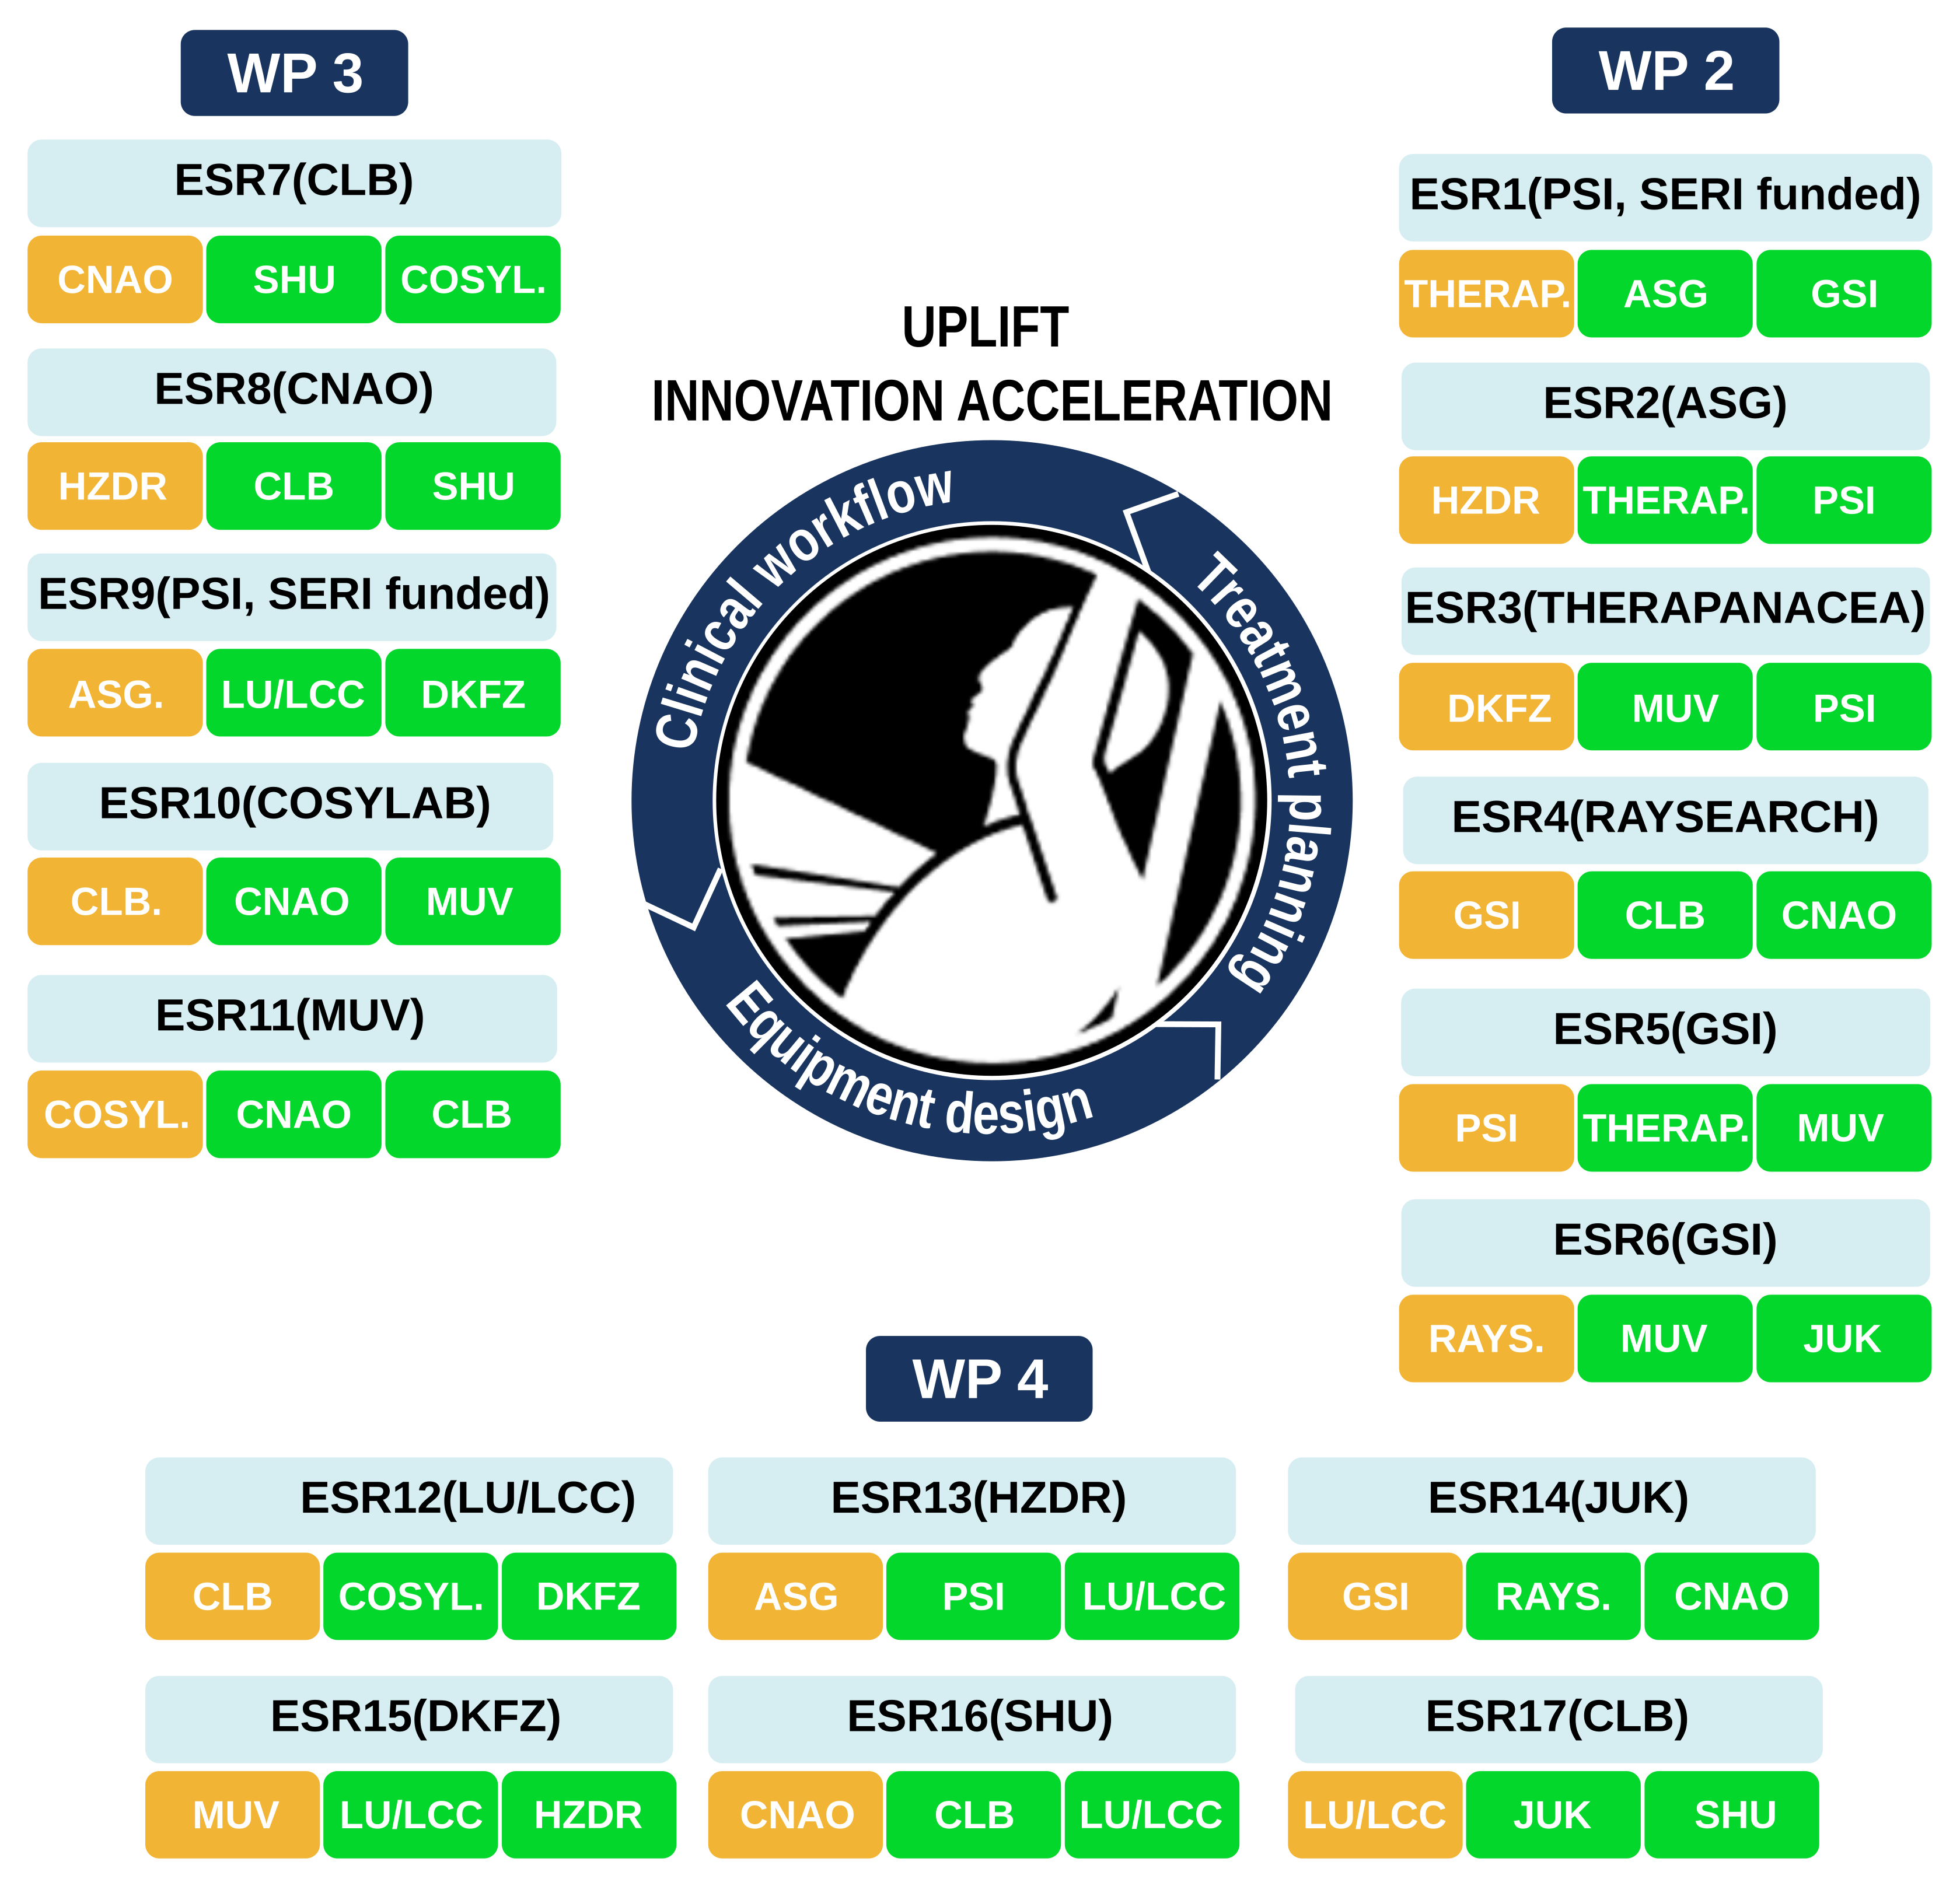 WP 3
ESR7(CLB)
CNAO SHU COSYL.
ESR8(CNAO)
HZDR CLB SHU
ESR9(PSI, SERI funded)
ASG. LU/LCC DKFZ
ESR10(COSYLAB)
CLB. CNAO MUV
ESR11(MUV)
COSYL. CNAO CLB
UPLIFT
INNOVATION ACCELERATION
Clinical workflow
Treatment planning
Equipment design
WP 2
ESR1(PSI, SERI funded)
THERAP. ASG GSI
ESR2(ASG)
HZDR THERAP. PSI
ESR3(THERAPANACEA)
DKFZ MUV PSI
ESR4(RAYSEARCH)
GSI CLB CNAO
ESR5(GSI)
PSI THERAP. MUV
ESR6(GSI)
RAYS. MUV JUK
WP 4
ESR12(LU/LCC)
CLB COSYL. DKFZ
ESR13(HZDR)
ASG PSI LU/LCC
ESR14(JUK)
GSI RAYS. CNAO
ESR15(DKFZ)
MUV LU/LCC HZDR
ESR16(SHU)
CNAO CLB LU/LCC
ESR17(CLB)
LU/LCC JUK SHU